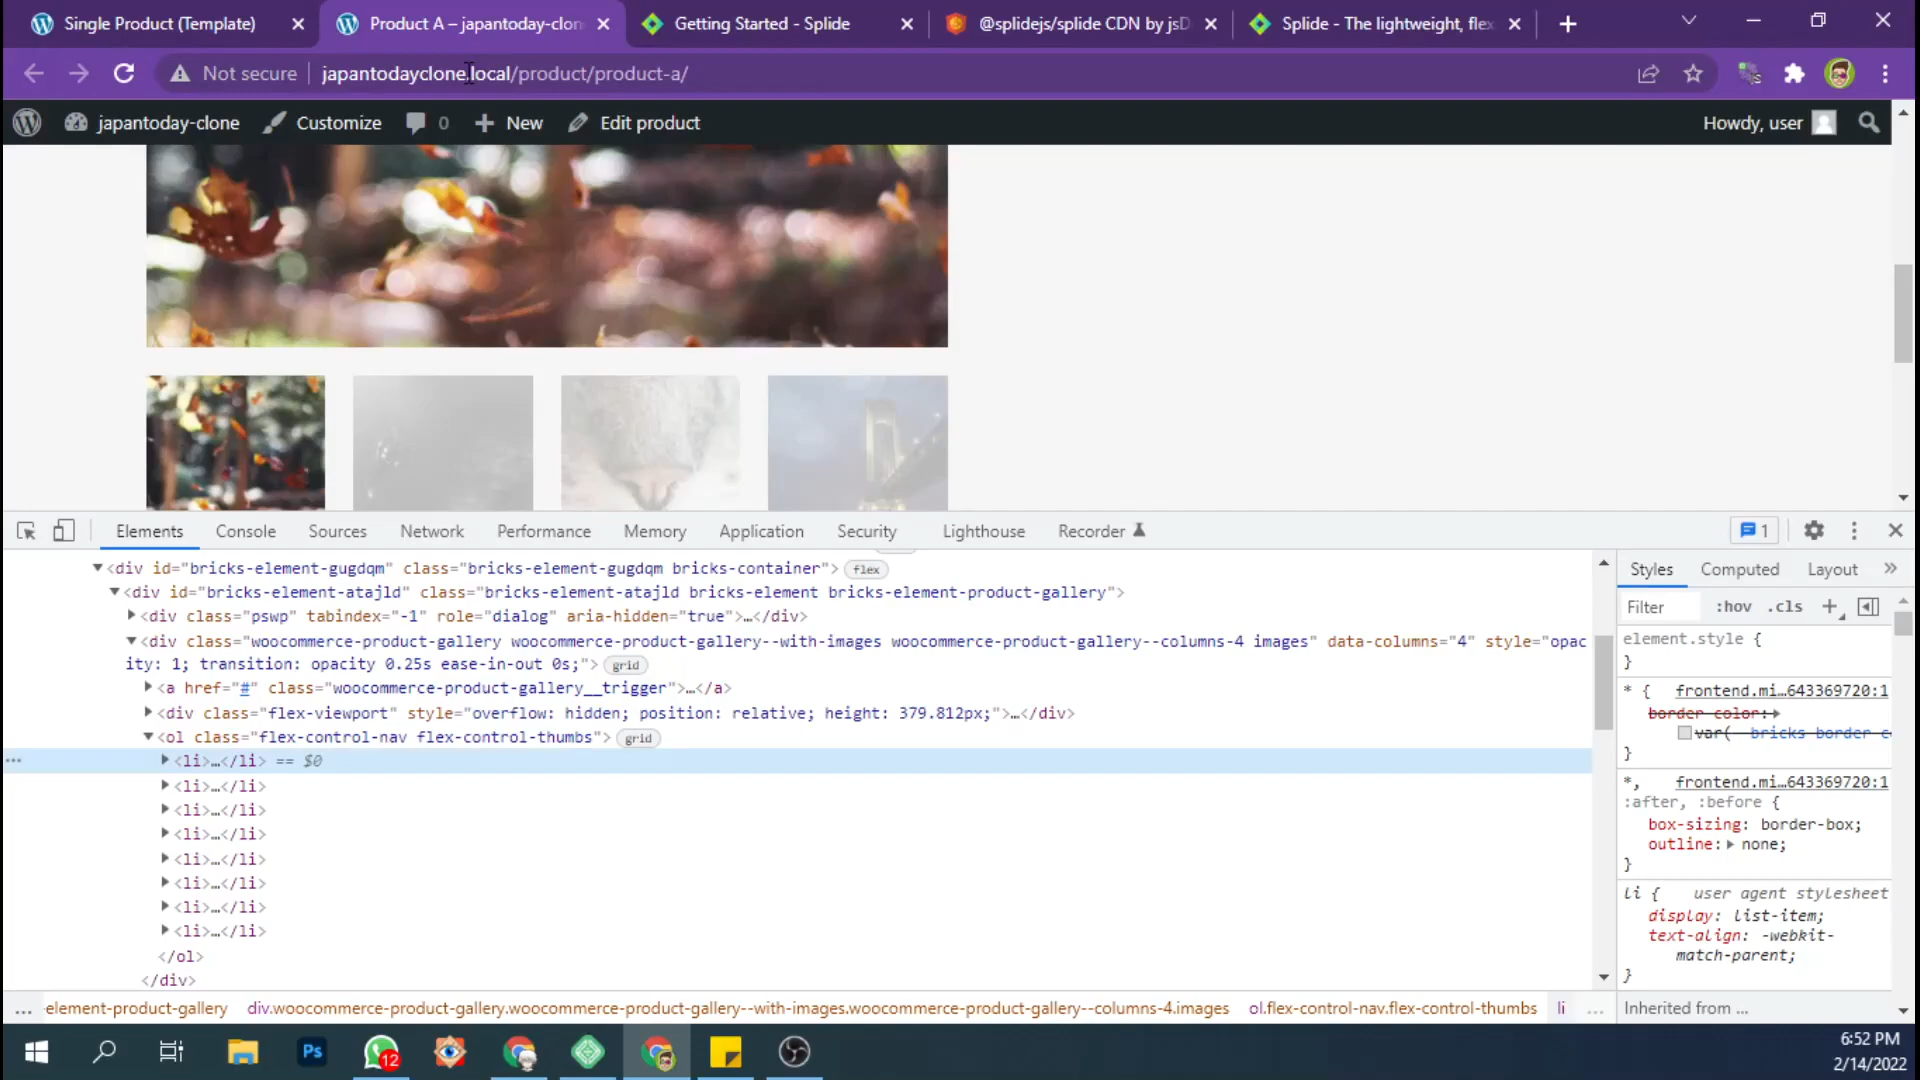 Single Product (Template)
Product A – japantoday-clon
Getting Started - Splide
@splidejs/splide CDN by jsD
Splide - The lightweight, flex
Not secure
japantodayclone.local/product/product-a/
japantoday-clone
Customize
0
New
Edit product
Howdy, user
Elements
Console
Sources
Network
Performance
Memory
Application
Security
Lighthouse
Recorder
1
<div id="bricks-element-gugdqm" class="bricks-element-gugdqm bricks-container"> flex
<div id="bricks-element-atajld" class="bricks-element-atajld bricks-element bricks-element-product-gallery">
<div class="pswp" tabindex="-1" role="dialog" aria-hidden="true">…</div>
<div class="woocommerce-product-gallery woocommerce-product-gallery--with-images woocommerce-product-gallery--columns-4 images" data-columns="4" style="opac
ity: 1; transition: opacity 0.25s ease-in-out 0s;"> grid
<a href="#" class="woocommerce-product-gallery__trigger">…</a>
<div class="flex-viewport" style="overflow: hidden; position: relative; height: 379.812px;">…</div>
<ol class="flex-control-nav flex-control-thumbs"> grid
<li>…</li> == $0
<li>…</li>
<li>…</li>
<li>…</li>
<li>…</li>
<li>…</li>
<li>…</li>
<li>…</li>
</ol>
</div>
... -element-product-gallery div.woocommerce-product-gallery.woocommerce-product-gallery--with-images.woocommerce-product-gallery--columns-4.images ol.flex-control-nav.flex-control-thumbs li ...
Styles
Computed
Layout
»
Filter
:hov .cls
element.style {
}
* { frontend.mi…643369720:1
border-color:
var(--bricks-border-c
}
*, frontend.mi…643369720:1
:after, :before {
box-sizing: border-box;
outline: none;
}
li { user agent stylesheet
display: list-item;
text-align: -webkit-
match-parent;
}
Inherited from ...
Ps
12
6:52 PM
2/14/2022